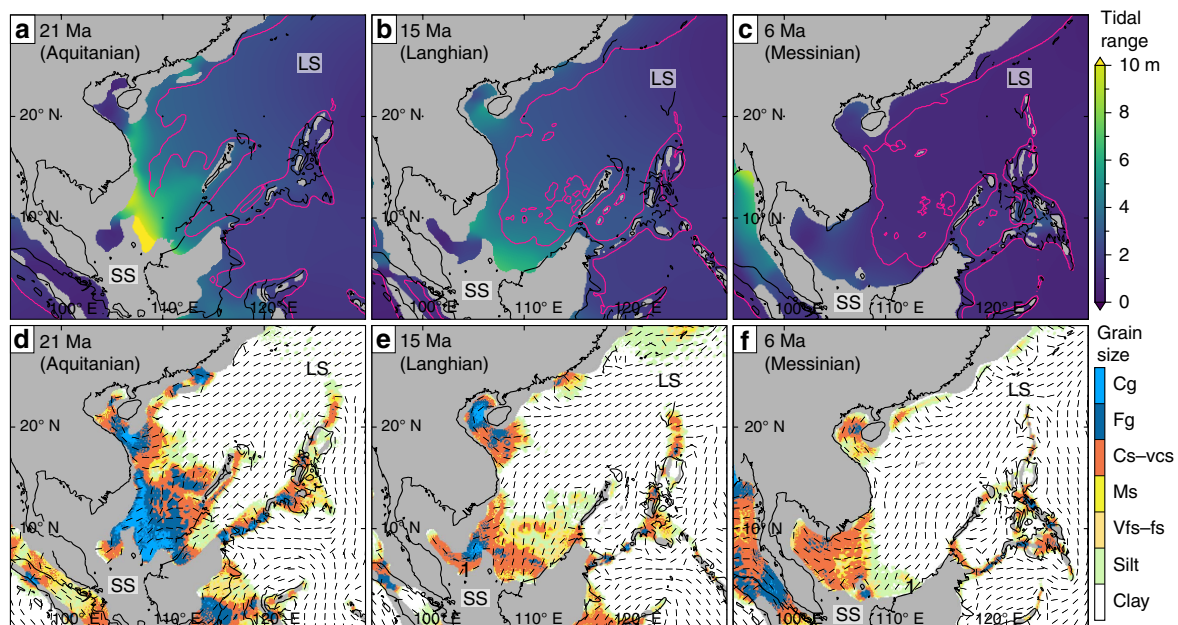 a 21 Ma
(Aquitanian)
LS
20° N
10° N
SS
100° E
110° E
120° E
b 15 Ma
(Langhian)
LS
20° N
10° N
SS
100° E
110° E
120° E
c 6 Ma
(Messinian)
LS
20° N
10° N
SS
100° E
110° E
120° E
Tidal
range
10 m
8
6
4
2
0
d 21 Ma
(Aquitanian)
LS
20° N
10° N
SS
100° E
110° E
120° E
e 15 Ma
(Langhian)
LS
20° N
10° N
SS
100° E
110° E
120° E
f 6 Ma
(Messinian)
LS
20° N
10° N
SS
100° E
110° E
120° E
Grain
size
Cg
Fg
Cs–vcs
Ms
Vfs–fs
Silt
Clay